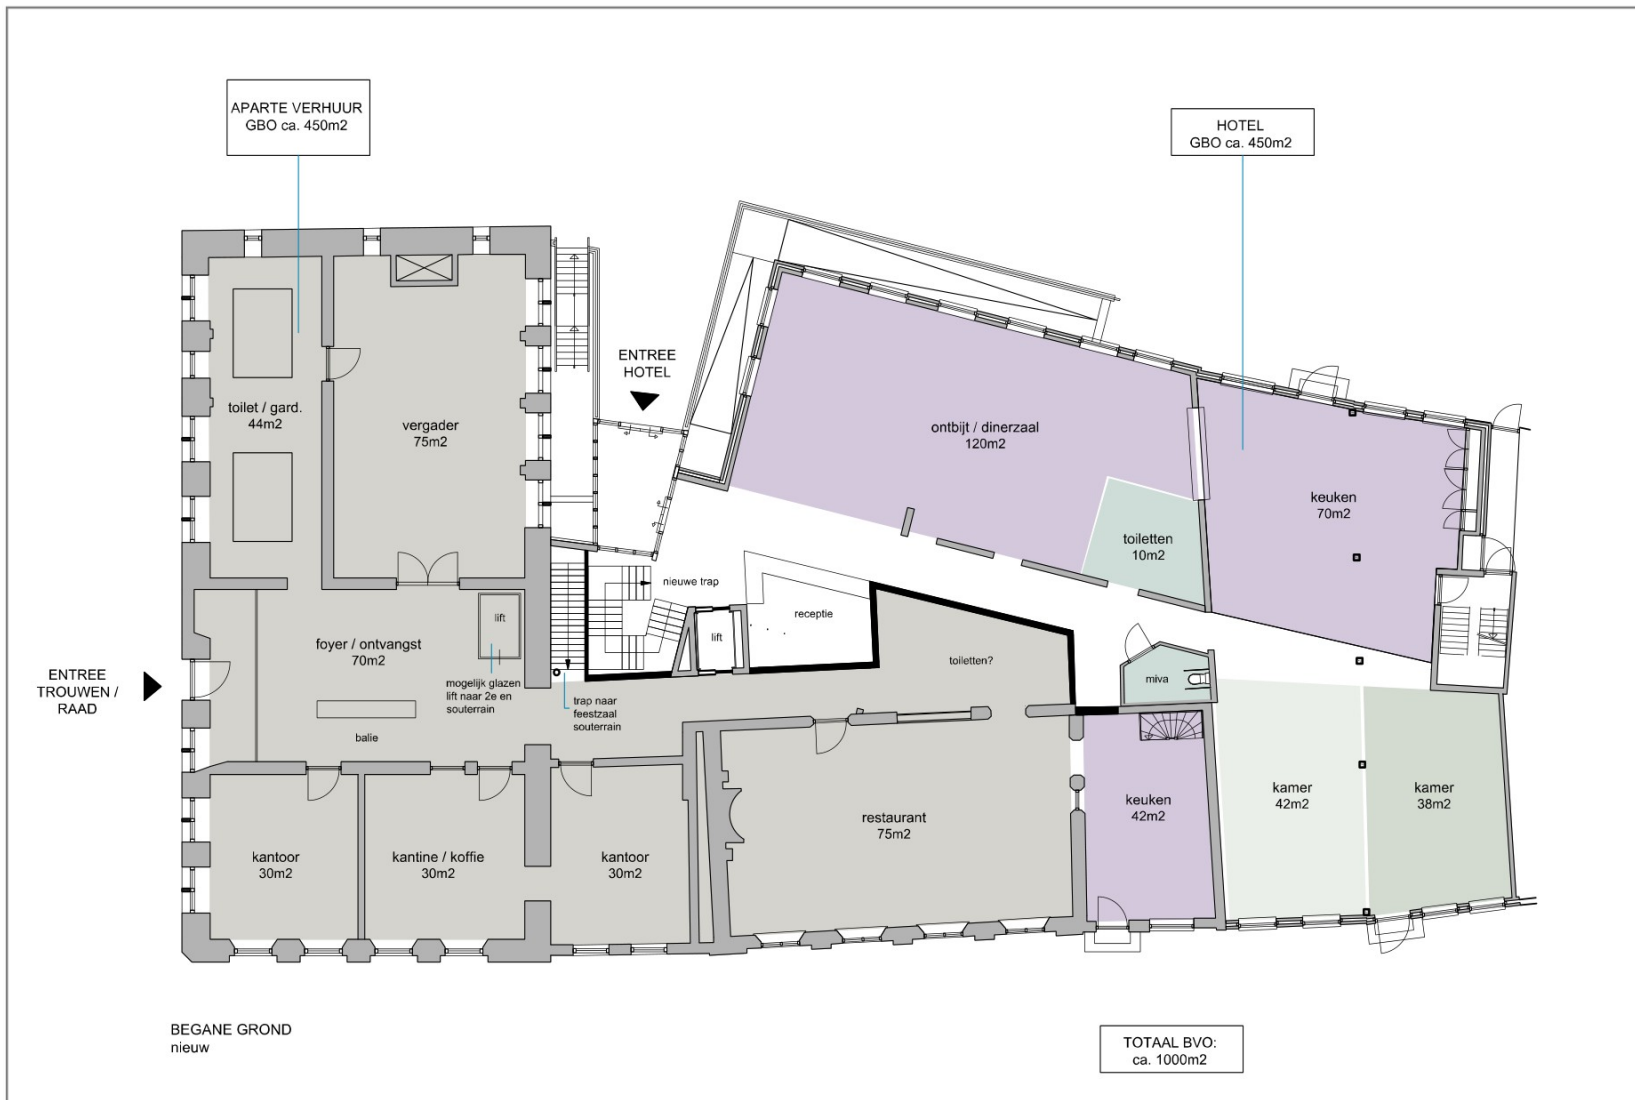 APARTE VERHUUR
GBO ca. 450m2
HOTEL
GBO ca. 450m2
ENTREE
HOTEL
toilet / gard.
44m2
vergader
75m2
ontbijt / dinerzaal
120m2
keuken
70m2
toiletten
10m2
nieuwe trap
receptie
lift
lift
foyer / ontvangst
70m2
toiletten?
miva
ENTREE
TROUWEN /
RAAD
mogelijk glazen
lift naar 2e en
souterrain
trap naar
feestzaal
souterrain
balie
kamer
42m2
kamer
38m2
keuken
42m2
restaurant
75m2
kantoor
30m2
kantine / koffie
30m2
kantoor
30m2
BEGANE GROND
nieuw
TOTAAL BVO:
ca. 1000m2